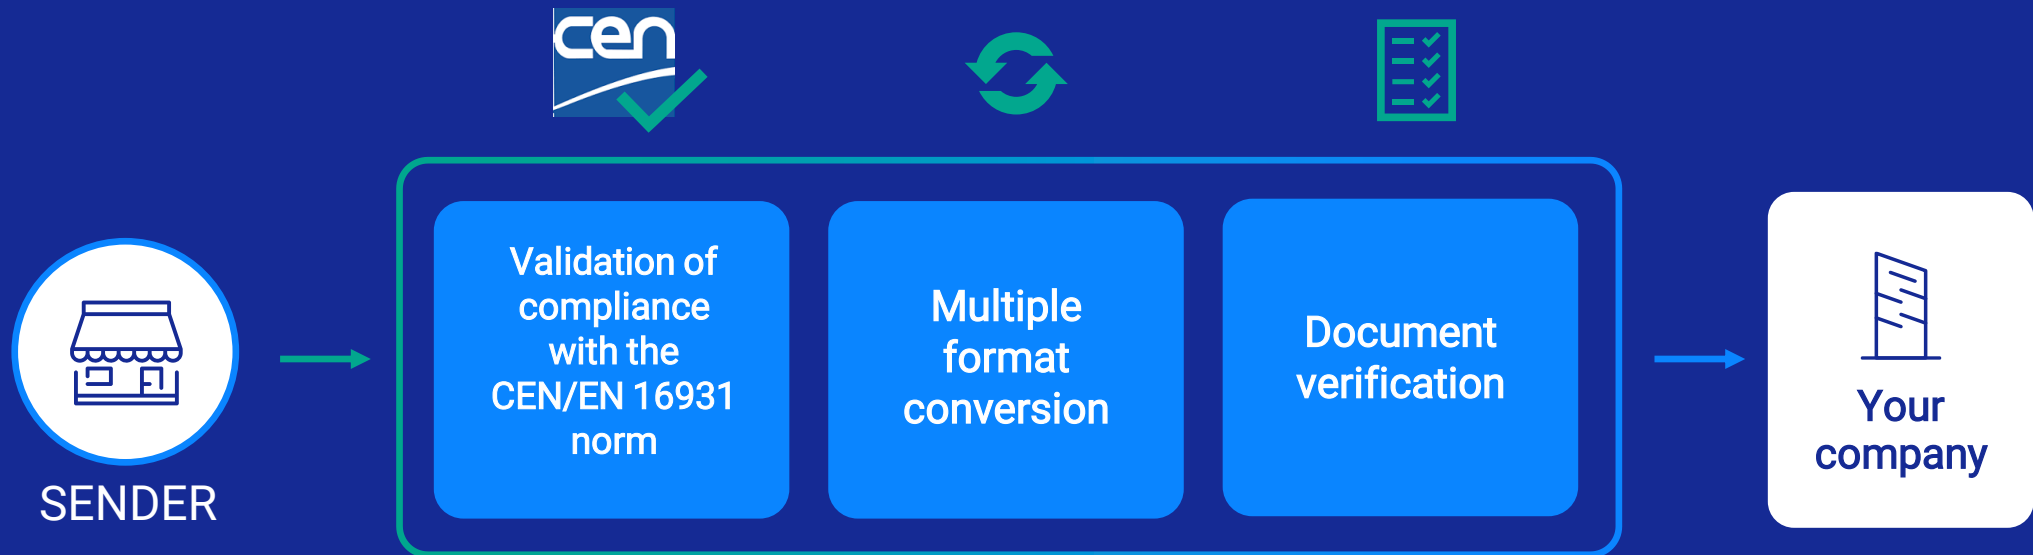 cen
SENDER
Validation of
compliance
with the
CEN/EN 16931
norm
Multiple
format
conversion
Document
verification
Your
company